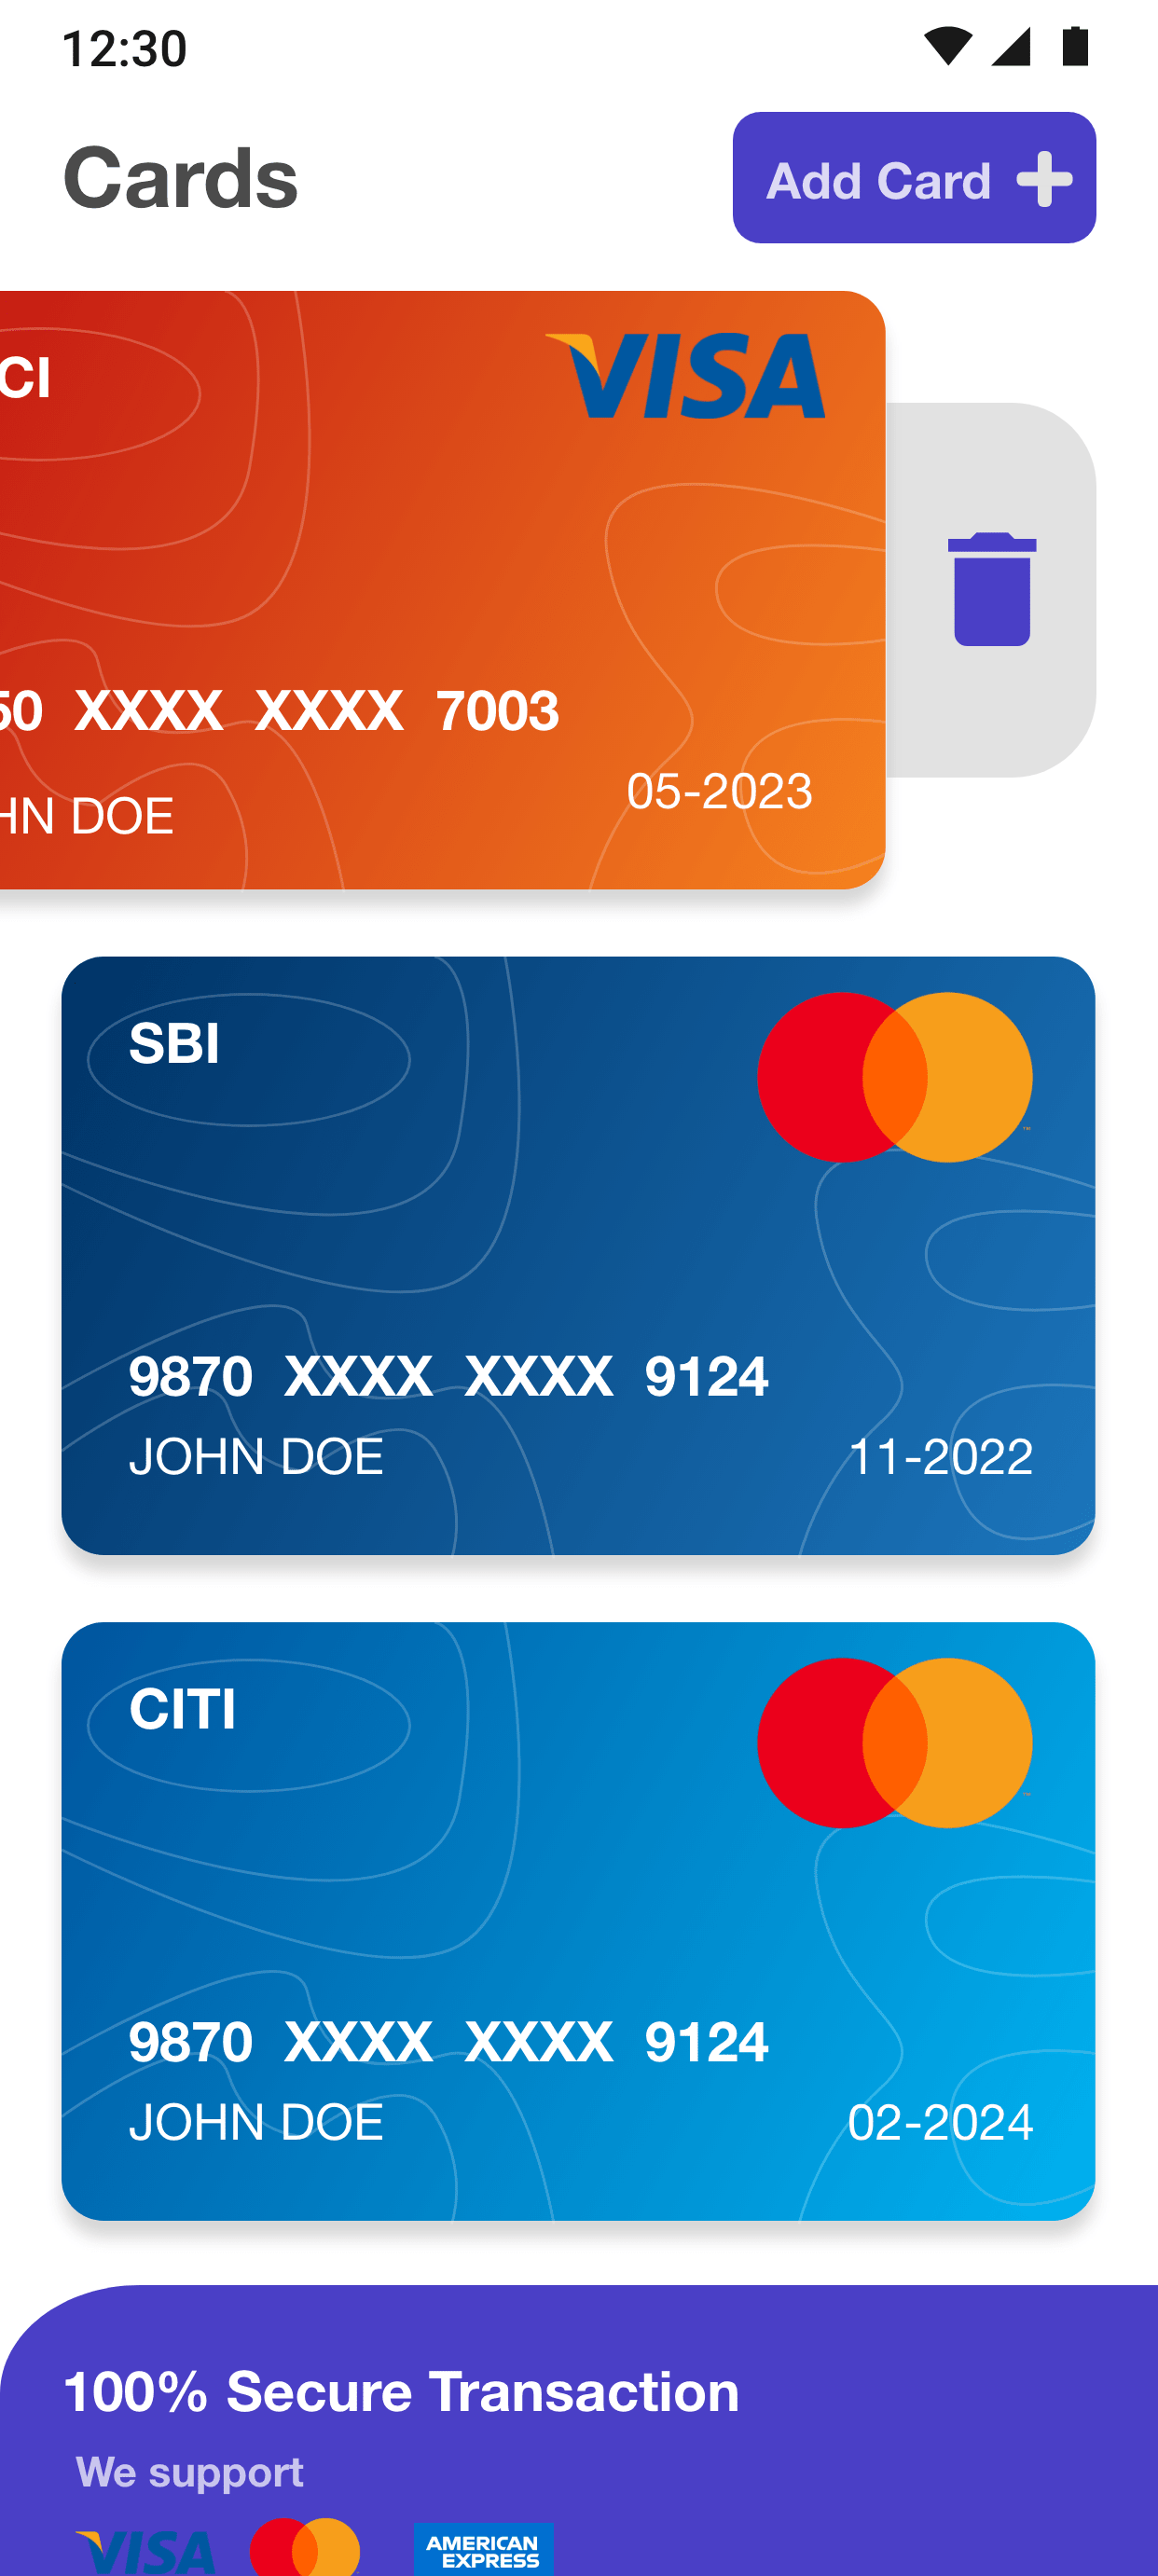 12:30
Cards
Add Card
CI
VISA
50 XXXX XXXX 7003
HN DOE
05-2023
SBI
9870 XXXX XXXX 9124
JOHN DOE
11-2022
CITI
9870 XXXX XXXX 9124
JOHN DOE
02-2024
100% Secure Transaction
We support
VISA
AMERICAN
EXPRESS